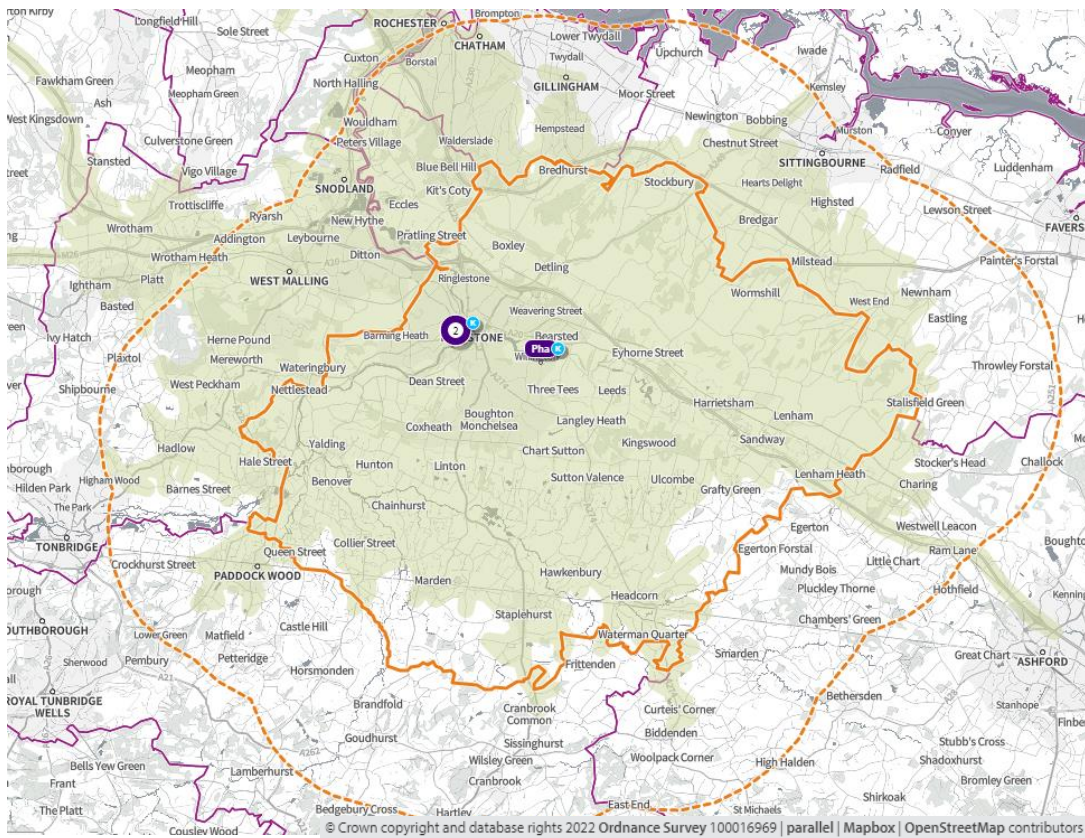 ton Kirby
Longfield Hill
Sole Street
ROCHESTER
Brompton
Lower Twydall
CHATHAM
Upchurch
Iwade
Cuxton
Borstal
Twydall
Fawkham Green
Meopham
North Halling
GILLINGHAM
Kemsley
Ash
Meopham Green
Moor Street
Newington
Bobbing
West Kingsdown
Wouldham
Hempstead
Murston
Conyer
Culverstone Green
Peters Village
Walderslade
Chestnut Street
Stansted
Blue Bell Hill
Bredhurst
SITTINGBOURNE
Radfield
Luddenham
Vigo Village
SNODLAND
Kit's Coty
Stockbury
Hearts Delight
Trottiscliffe
Eccles
Highsted
Ryarsh
New Hythe
Bredgar
Lewson Street
Wrotham
Addington
Leybourne
Pratling Street
Boxley
FAVERS
Wrotham Heath
Ditton
Detling
Milstead
Painter's Forstal
Platt
WEST MALLING
Ringlestone
Wormshill
Newnham
Ightham
Basted
Weavering Street
West End
Eastling
Ivy Hatch
Herne Pound
Barming Heath
2
STONE
Bearsted
Plaxtol
Mereworth
Pha
Eyhorne Street
Throwley Forstal
Shipbourne
West Peckham
Wateringbury
Dean Street
Three Tees
Leeds
A251
Nettlestead
Harrietsham
Stalisfield Green
Boughton
Monchelsea
Langley Heath
Lenham
Hadlow
Yalding
Coxheath
Kingswood
Sandway
Hale Street
Hunton
Linton
Chart Sutton
Stocker's Head
Challock
Higham Wood
Hilden Park
Benover
Sutton Valence
Ulcombe
Lenham Heath
Charing
Barnes Street
Grafty Green
The Park
Chainhurst
Egerton
Westwell Leacon
TONBRIDGE
Queen Street
Collier Street
Egerton Forstal
Ram Lane
Crockhurst Street
PADDOCK WOOD
Hawkenbury
Mundy Bois
Little Chart
Marden
Headcorn
Pluckley Thorne
Hothfield
OUTHBOROUGH
Lower Green
Matfield
Castle Hill
Staplehurst
Chambers' Green
Sherwood
Pembury
Petteridge
Waterman Quarter
Smarden
Great Chart
ASHFORD
A21
Horsmonden
Frittenden
ROYAL TUNBRIDGE
WELLS
Brandfold
Cranbrook
Common
Curteis' Corner
Bethersden
Stanhope
Goudhurst
Sissinghurst
Biddenden
Stubb's Cross
A262
Wilsley Green
Woolpack Corner
High Halden
Shadoxhurst
Bells Yew Green
Lamberhurst
Cranbrook
Bromley Green
Frant
The Platt
Bedgebury Cross
Hartley
East End
St Michaels
Shirkoak
Cousley Wood
© Crown copyright and database rights 2022 Ordnance Survey 100016969 | parallel | Mapbox | OpenStreetMap contributors